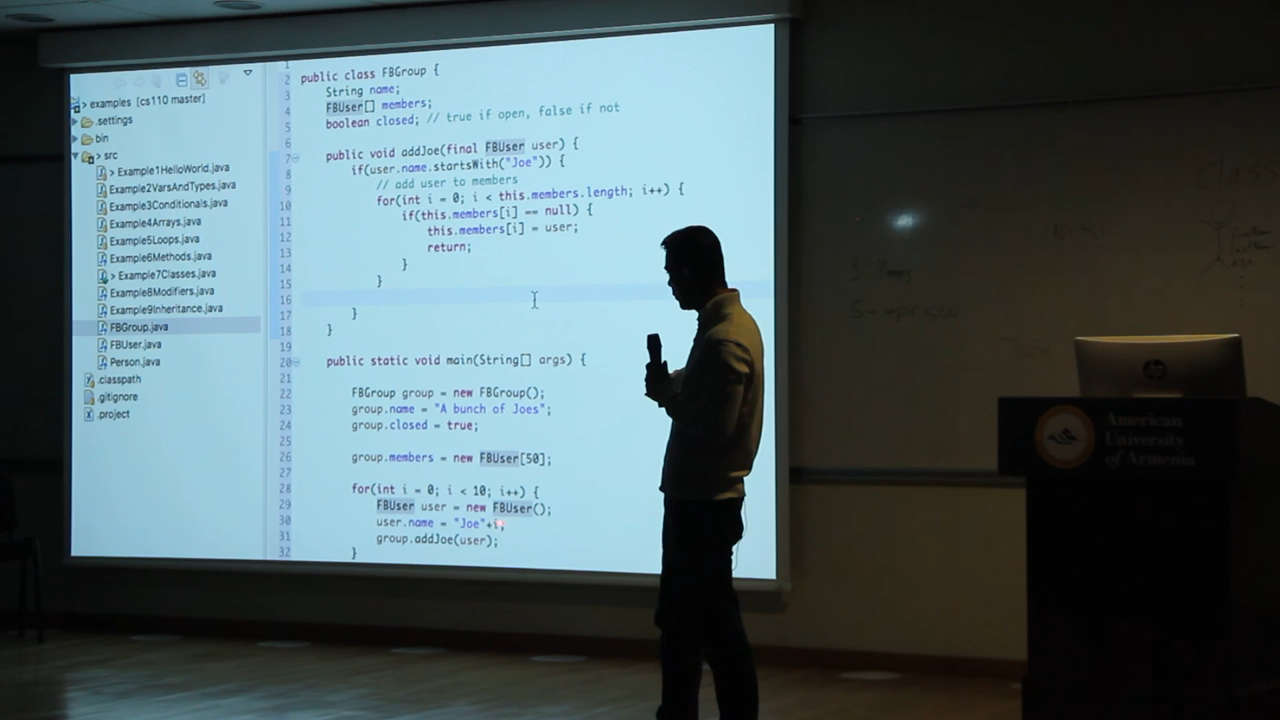 > examples [cs110 master]
.settings
bin
> src
> Example1HelloWorld.java
Example2VarsAndTypes.java
Example3Conditionals.java
Example4Arrays.java
Example5Loops.java
Example6Methods.java
> Example7Classes.java
Example8Modifiers.java
Example9Inheritance.java
FBGroup.java
FBUser.java
Person.java
.classpath
.gitignore
.project
1
2 public class FBGroup {
3 String name;
4 FBUser[] members;
5 boolean closed; // true if open, false if not
6
7 public void addJoe(final FBUser user) {
8 if(user.name.startsWith("Joe")) {
9 // add user to members
10 for(int i = 0; i < this.members.length; i++) {
11 if(this.members[i] == null) {
12 this.members[i] = user;
13 return;
14 }
15 }
16
17 }
18 }
19
20 public static void main(String[] args) {
21
22 FBGroup group = new FBGroup();
23 group.name = "A bunch of Joes";
24 group.closed = true;
25
26 group.members = new FBUser[50];
27
28 for(int i = 0; i < 10; i++) {
29 FBUser user = new FBUser();
30 user.name = "Joe"+i;
31 group.addJoe(user);
32 }
hp
American
University
of Armenia